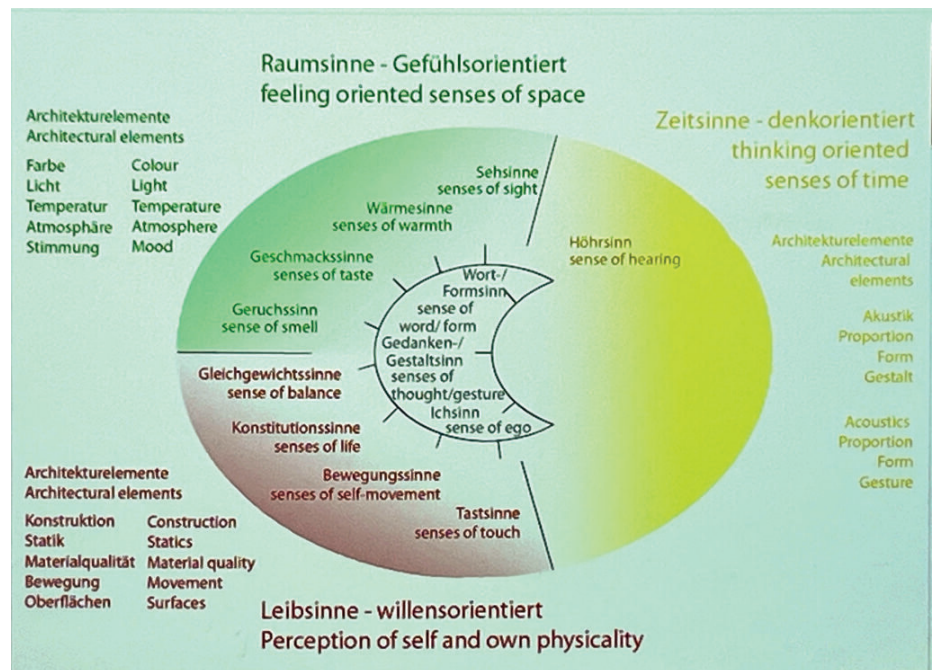 Raumsinne - Gefühlsorientiert
feeling oriented senses of space
Architekturelemente
Architectural elements
Farbe Colour
Licht Light
Temperatur Temperature
Atmosphäre Atmosphere
Stimmung Mood
Zeitsinne - denkorientiert
thinking oriented
senses of time
Architekturelemente
Architectural
elements
Akustik
Proportion
Form
Gestalt
Acoustics
Proportion
Form
Gesture
Sehsinne
senses of sight
Wärmesinne
senses of warmth
Geschmackssinne
senses of taste
Geruchssinn
sense of smell
Höhrsinn
sense of hearing
Wort-/
Formsinn
sense of
word/ form
Gedanken-/
Gestaltsinn
senses of
thought/gesture
Ichsinn
sense of ego
Gleichgewichtssinne
sense of balance
Konstitutionssinne
senses of life
Bewegungssinne
senses of self-movement
Tastsinne
senses of touch
Architekturelemente
Architectural elements
Konstruktion Construction
Statik Statics
Materialqualität Material quality
Bewegung Movement
Oberflächen Surfaces
Leibsinne - willensorientiert
Perception of self and own physicality